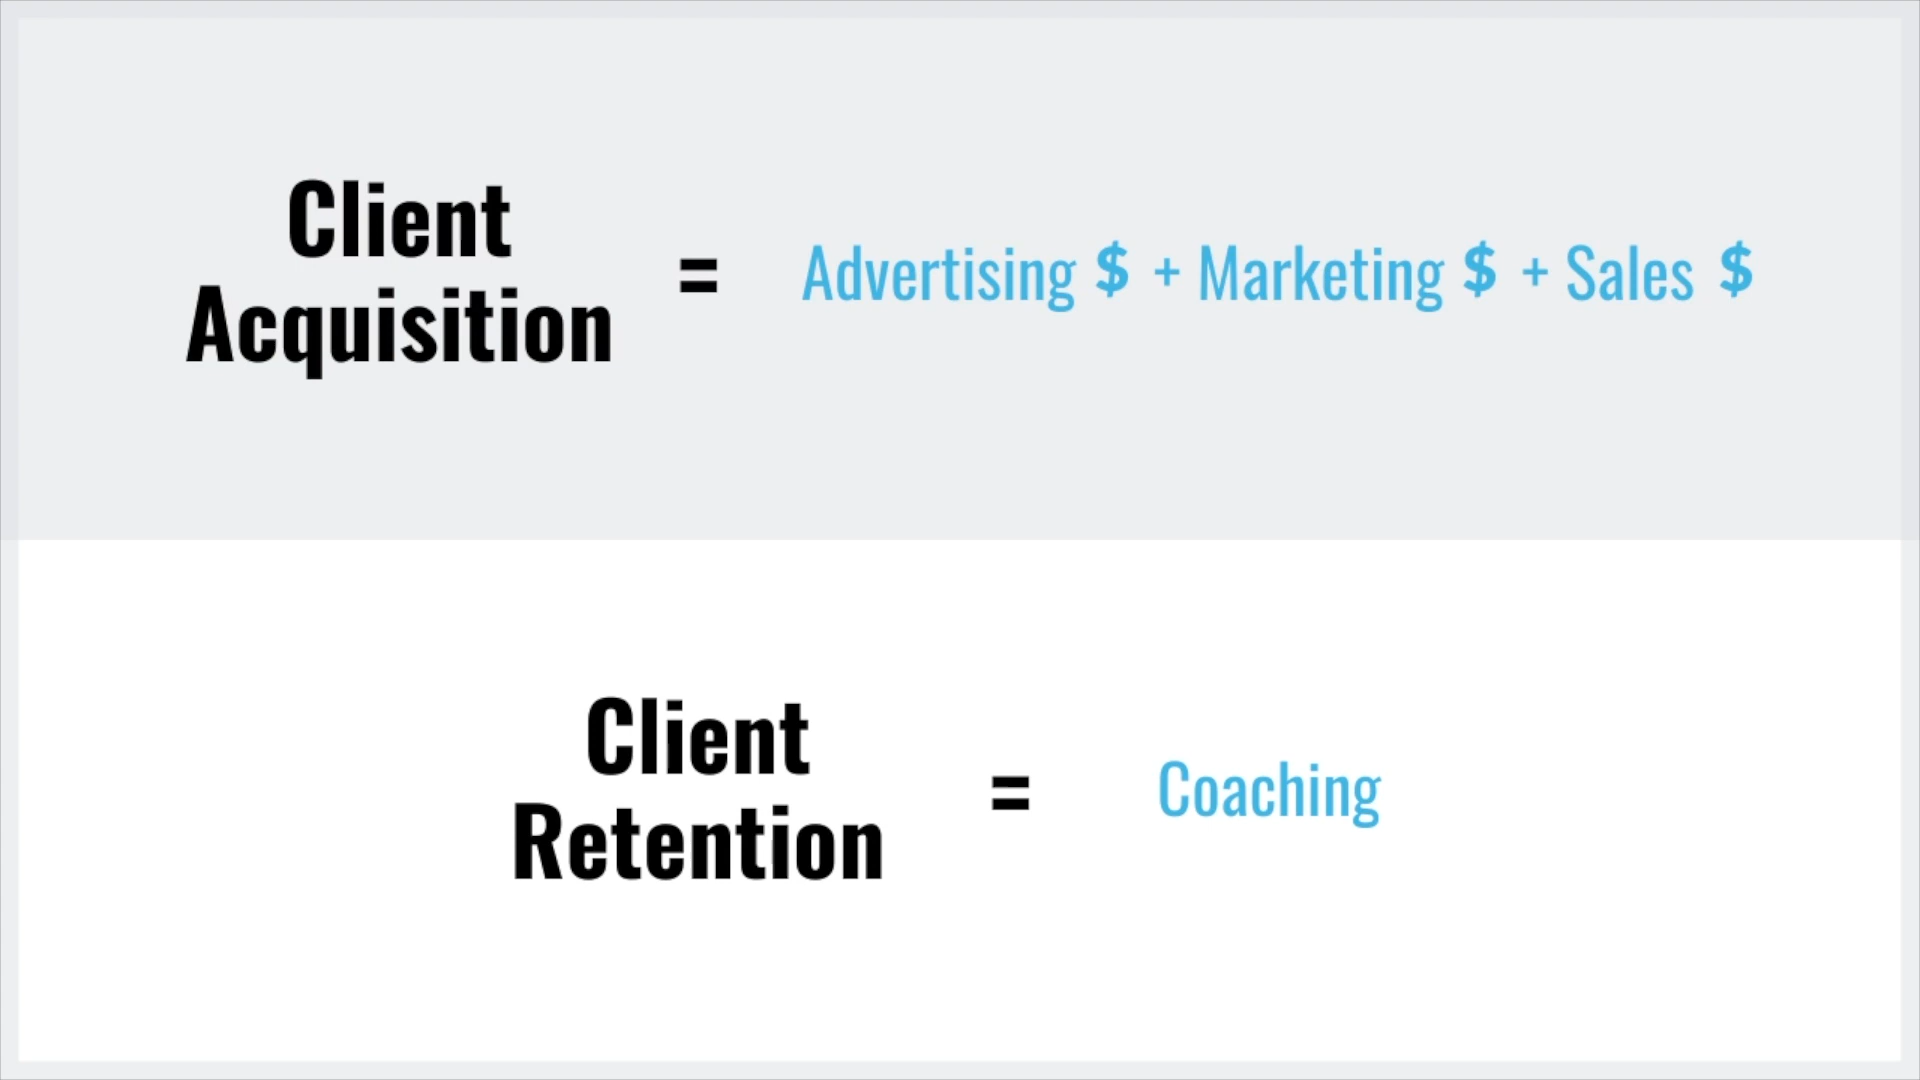 Client
Acquisition
= Advertising $ + Marketing $ + Sales $
Client
Retention
= Coaching